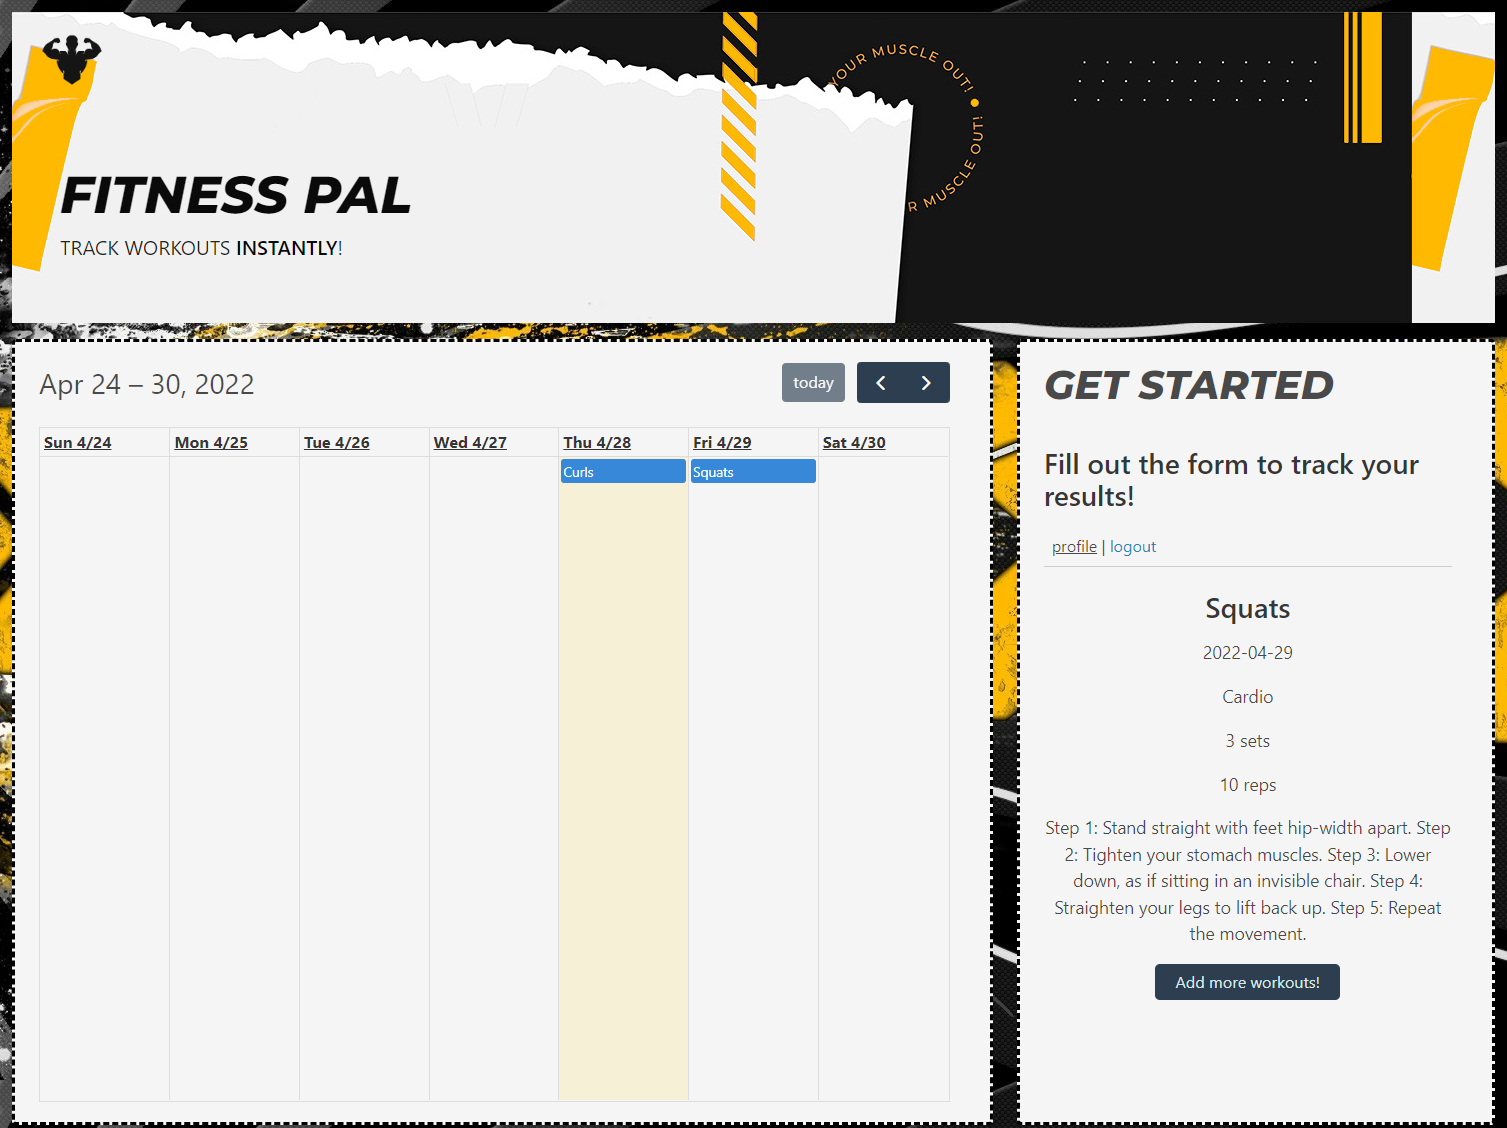 YOUR MUSCLE OUT!
R MUSCLE OUT!
FITNESS PAL
TRACK WORKOUTS INSTANTLY!
Apr 24 – 30, 2022
today
Sun 4/24
Mon 4/25
Tue 4/26
Wed 4/27
Thu 4/28
Fri 4/29
Sat 4/30
Curls
Squats
GET STARTED
Fill out the form to track your
results!
profile | logout
Squats
2022-04-29
Cardio
3 sets
10 reps
Step 1: Stand straight with feet hip-width apart. Step
2: Tighten your stomach muscles. Step 3: Lower
down, as if sitting in an invisible chair. Step 4:
Straighten your legs to lift back up. Step 5: Repeat
the movement.
Add more workouts!